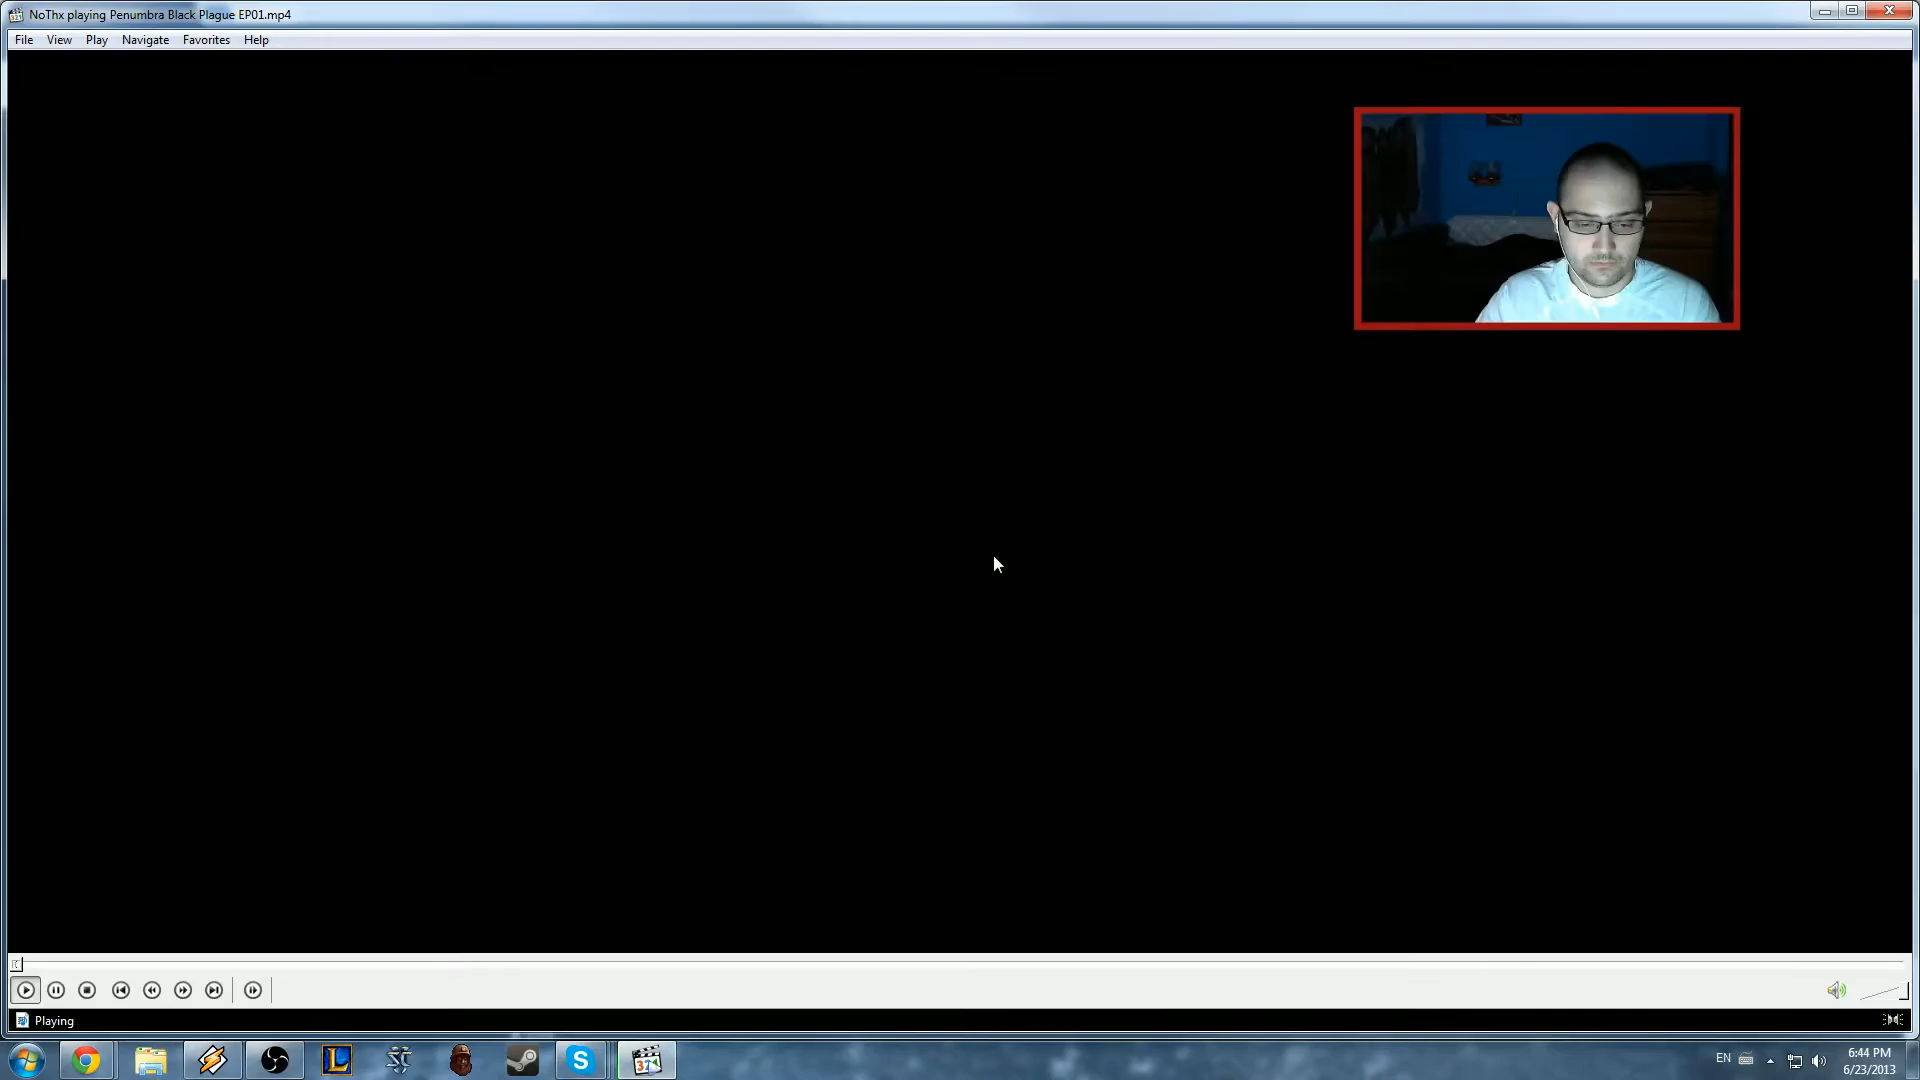 NoThx playing Penumbra Black Plague EP01.mp4
File View Play Navigate Favorites Help
Playing
EN
6:44 PM
6/23/2013